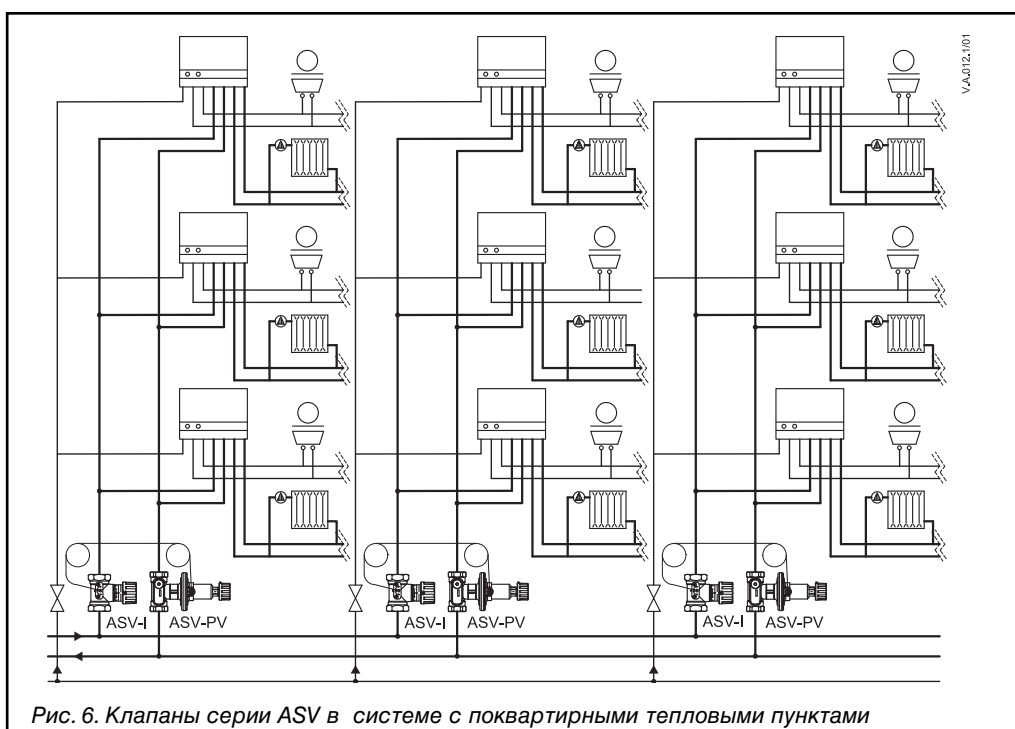 V.A.012.1/01
ASV-I ASV-PV ASV-I ASV-PV ASV-I ASV-PV
Рис. 6. Клапаны серии ASV в системе с поквартирными тепловыми пунктами